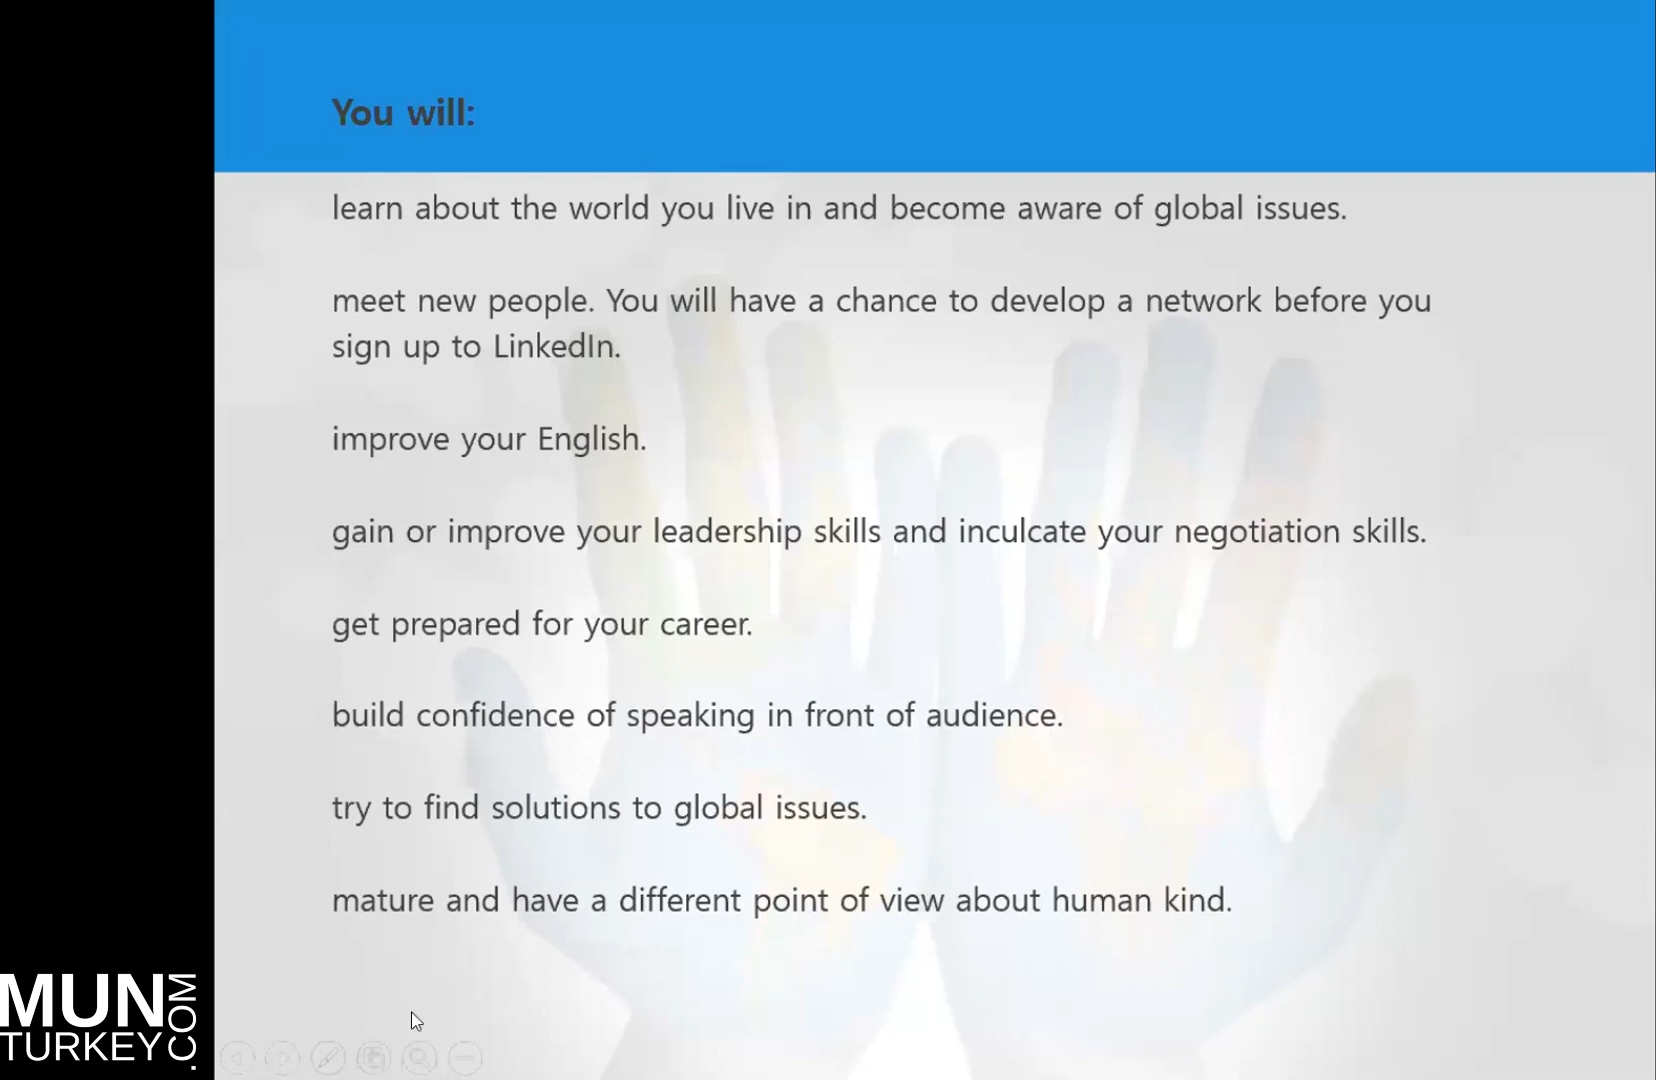 You will:
learn about the world you live in and become aware of global issues.
meet new people. You will have a chance to develop a network before you
sign up to LinkedIn.
improve your English.
gain or improve your leadership skills and inculcate your negotiation skills.
get prepared for your career.
build confidence of speaking in front of audience.
try to find solutions to global issues.
mature and have a different point of view about human kind.
MUN
TURKEY
.COM